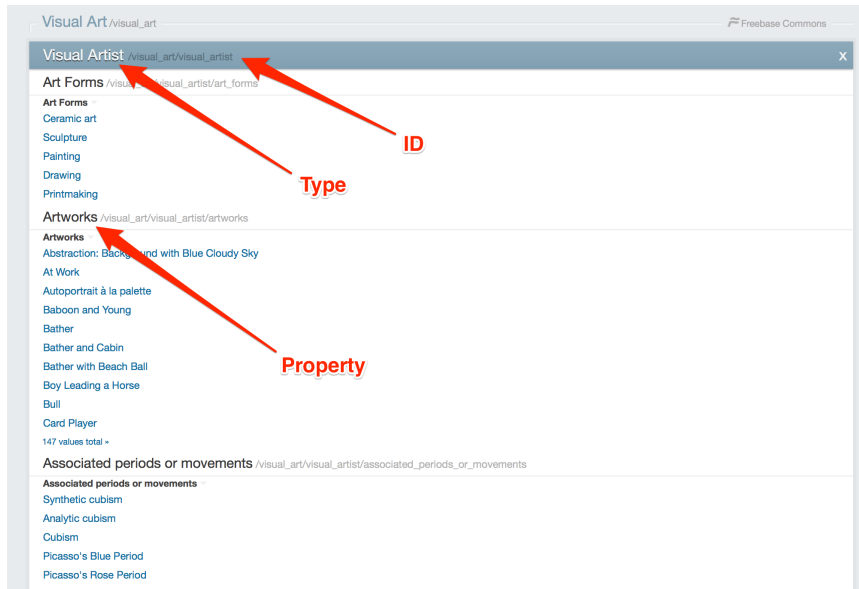 Visual Art /visual_art
Freebase Commons
Visual Artist /visual_art/visual_artist
X
Art Forms /visual_art/visual_artist/art_forms
Art Forms
Ceramic art
ID
Sculpture
Painting
Drawing
Type
Printmaking
Artworks /visual_art/visual_artist/artworks
Artworks
Abstraction: Background with Blue Cloudy Sky
At Work
Autoportrait à la palette
Baboon and Young
Bather
Bather and Cabin
Bather with Beach Ball
Property
Boy Leading a Horse
Bull
Card Player
147 values total »
Associated periods or movements /visual_art/visual_artist/associated_periods_or_movements
Associated periods or movements
Synthetic cubism
Analytic cubism
Cubism
Picasso's Blue Period
Picasso's Rose Period